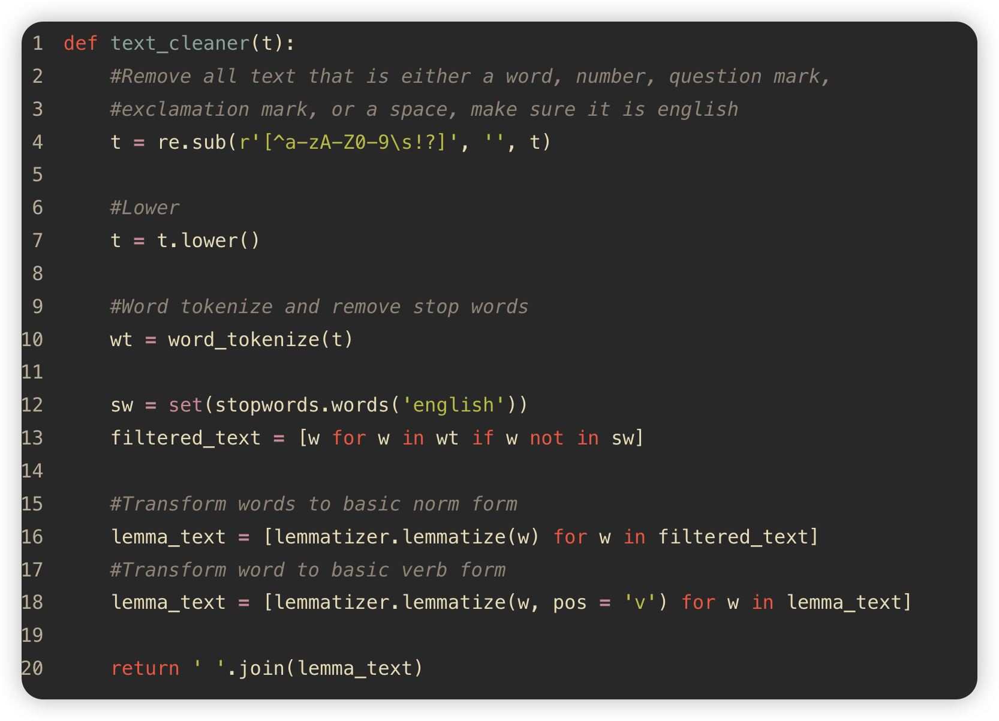 1 def text_cleaner(t):
2     #Remove all text that is either a word, number, question mark,
3     #exclamation mark, or a space, make sure it is english
4     t = re.sub(r'[^a-zA-Z0-9\s!?]', '', t)
5
6     #Lower
7     t = t.lower()
8
9     #Word tokenize and remove stop words
10     wt = word_tokenize(t)
11
12     sw = set(stopwords.words('english'))
13     filtered_text = [w for w in wt if w not in sw]
14
15     #Transform words to basic norm form
16     lemma_text = [lemmatizer.lemmatize(w) for w in filtered_text]
17     #Transform word to basic verb form
18     lemma_text = [lemmatizer.lemmatize(w, pos = 'v') for w in lemma_text]
19
20     return ' '.join(lemma_text)